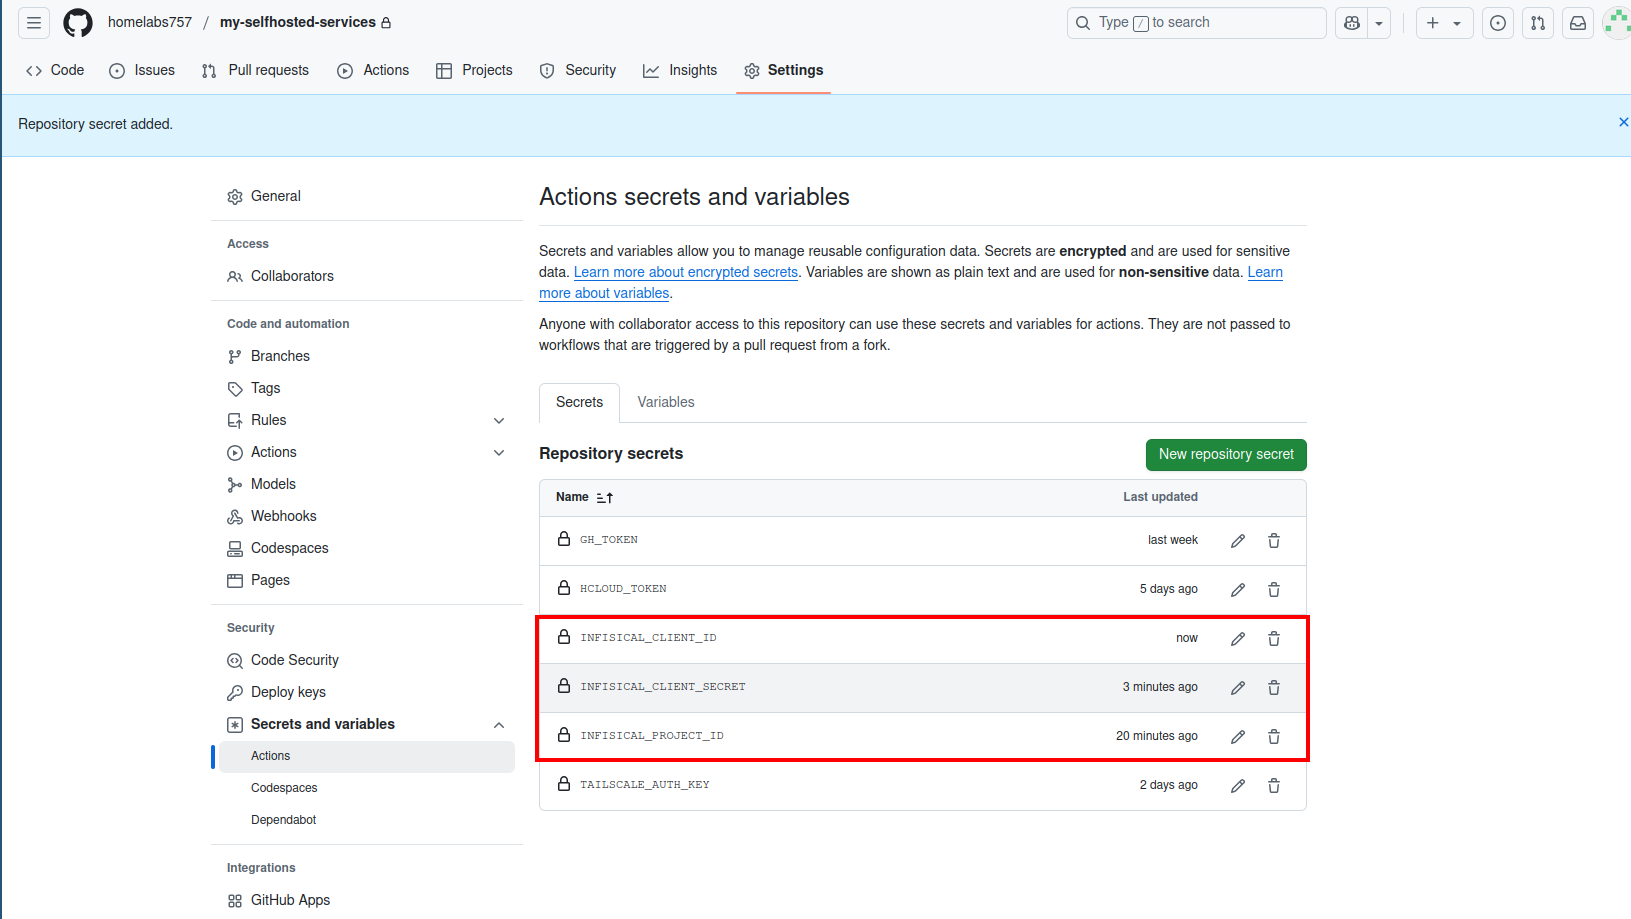 homelabs757 / my-selfhosted-services
Type / to search
Code Issues Pull requests Actions Projects Security Insights Settings
Repository secret added.
General
Access
Collaborators
Code and automation
Branches
Tags
Rules
Actions
Models
Webhooks
Codespaces
Pages
Security
Code Security
Deploy keys
Secrets and variables
Actions
Codespaces
Dependabot
Integrations
GitHub Apps
Actions secrets and variables
Secrets and variables allow you to manage reusable configuration data. Secrets are encrypted and are used for sensitive
data. Learn more about encrypted secrets. Variables are shown as plain text and are used for non-sensitive data. Learn
more about variables.
Anyone with collaborator access to this repository can use these secrets and variables for actions. They are not passed to
workflows that are triggered by a pull request from a fork.
Secrets Variables
Repository secrets New repository secret
Name Last updated
GH_TOKEN last week
HCLOUD_TOKEN 5 days ago
INFISICAL_CLIENT_ID now
INFISICAL_CLIENT_SECRET 3 minutes ago
INFISICAL_PROJECT_ID 20 minutes ago
TAILSCALE_AUTH_KEY 2 days ago